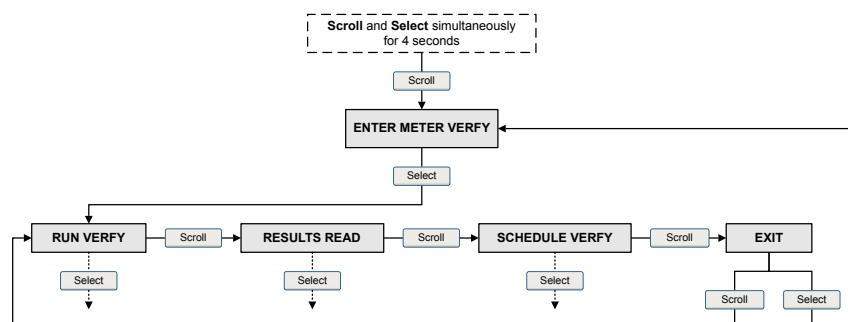 Scroll and Select simultaneously
for 4 seconds
Scroll
ENTER METER VERFY
Select
RUN VERFY
Scroll
RESULTS READ
Scroll
SCHEDULE VERFY
Scroll
EXIT
Select
Select
Select
Scroll
Select